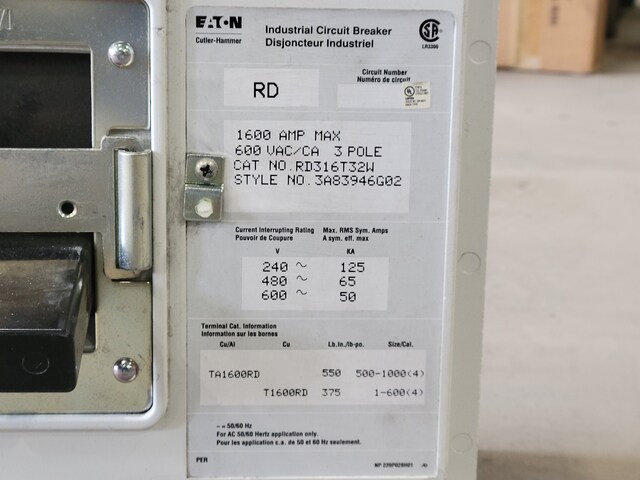 EATON
Cutler-Hammer
Industrial Circuit Breaker
Disjoncteur Industriel
LR3388
RD
Circuit Number
Numéro de circuit
1600 AMP MAX
600 VAC/CA 3 POLE
CAT NO.RD316T32W
STYLE NO.3A83946G02
Current Interrupting Rating Max. RMS Sym. Amps
Pouvoir de Coupure A sym. eff. max
V KA
240 ~ 125
480 ~ 65
600 ~ 50
Terminal Cat. Information
Information sur les bornes
Cu/Al Cu Lb.In./lb-po. Size/Cal.
TA1600RD 550 500-1000(4)
T1600RD 375 1-600(4)
~ = 50/60 Hz
For AC 50/60 Hertz application only.
Pour les application c.a. de 50 et 60 Hz seulement.
PER